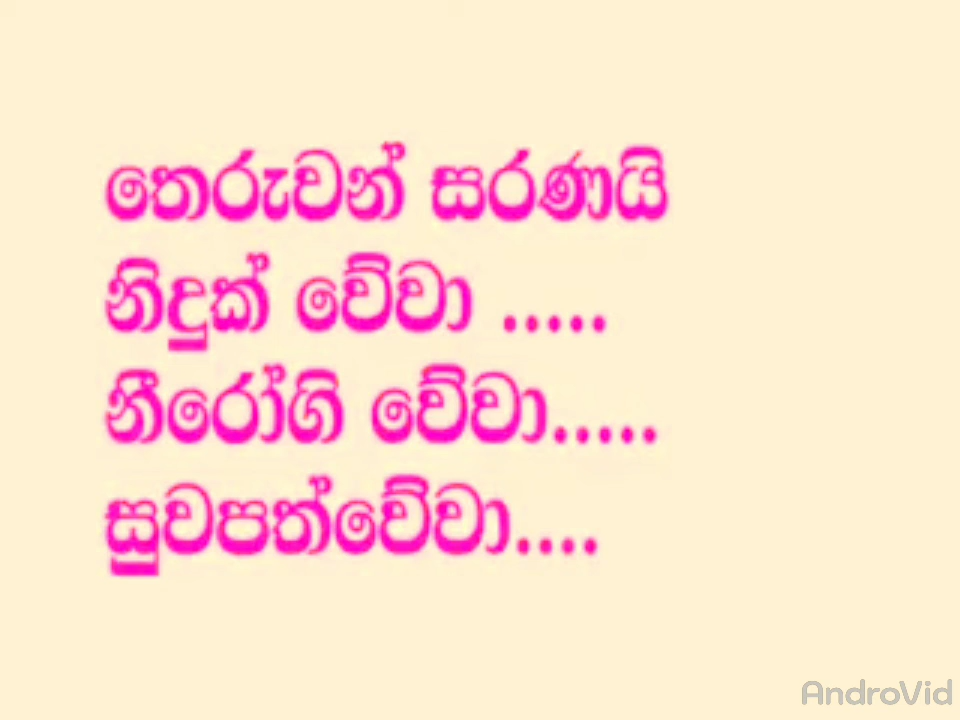 තෙරුවන් සරණයි
නිදුක් වේවා .....
නීරෝගි වේවා.....
සුවපත්වේවා....
AndroVid